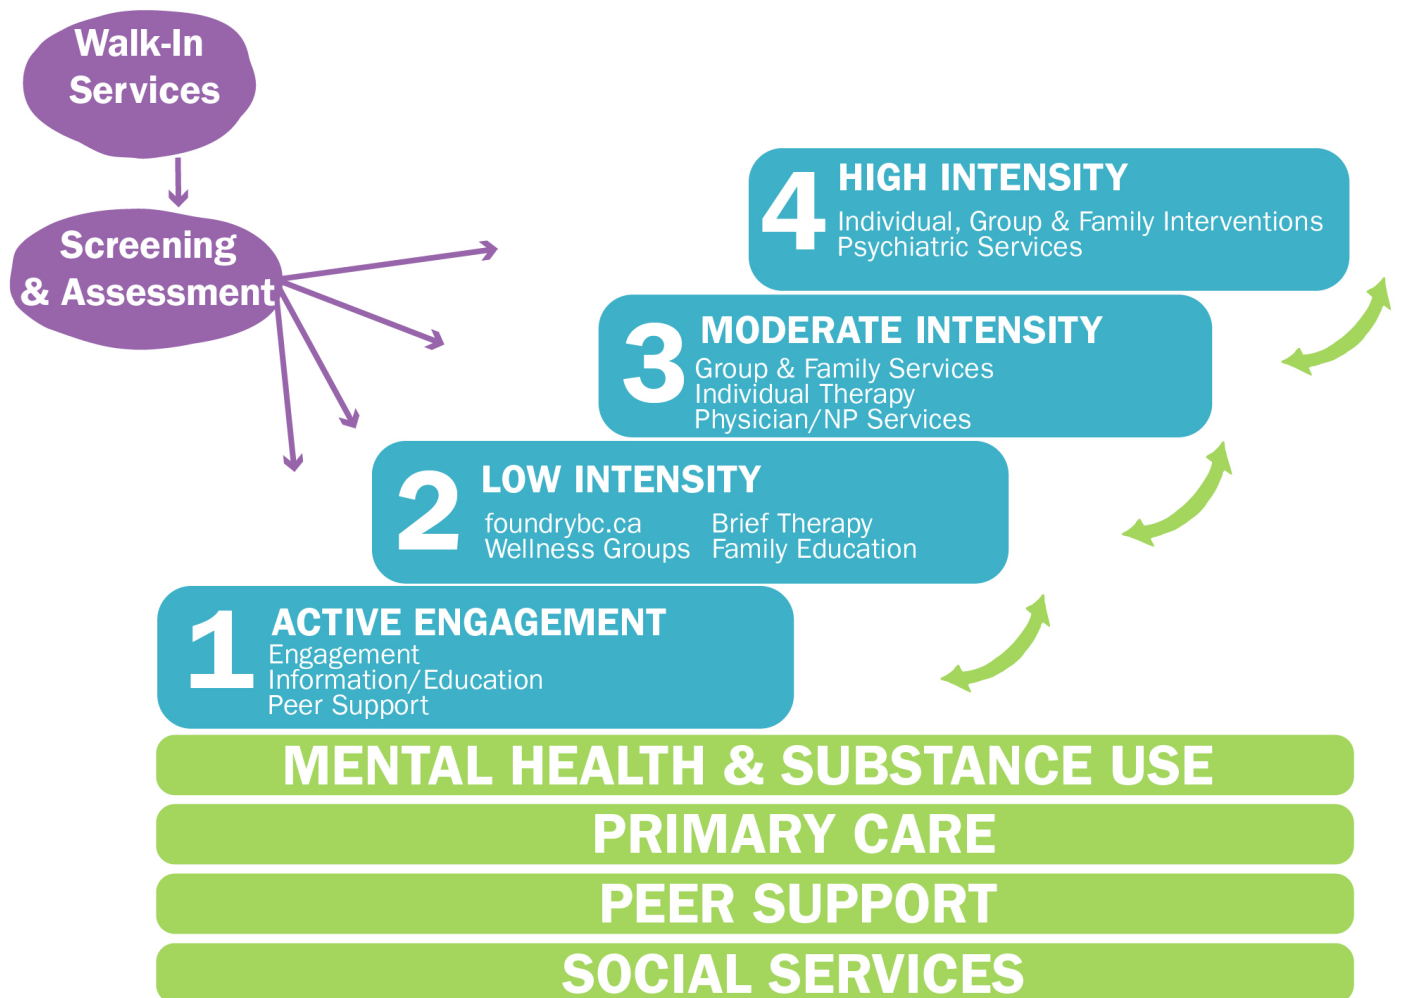 Walk-In
Services
Screening
& Assessment
4
HIGH INTENSITY
Individual, Group & Family Interventions
Psychiatric Services
3
MODERATE INTENSITY
Group & Family Services
Individual Therapy
Physician/NP Services
2
LOW INTENSITY
foundrybc.ca Brief Therapy
Wellness Groups Family Education
1
ACTIVE ENGAGEMENT
Engagement
Information/Education
Peer Support
MENTAL HEALTH & SUBSTANCE USE
PRIMARY CARE
PEER SUPPORT
SOCIAL SERVICES